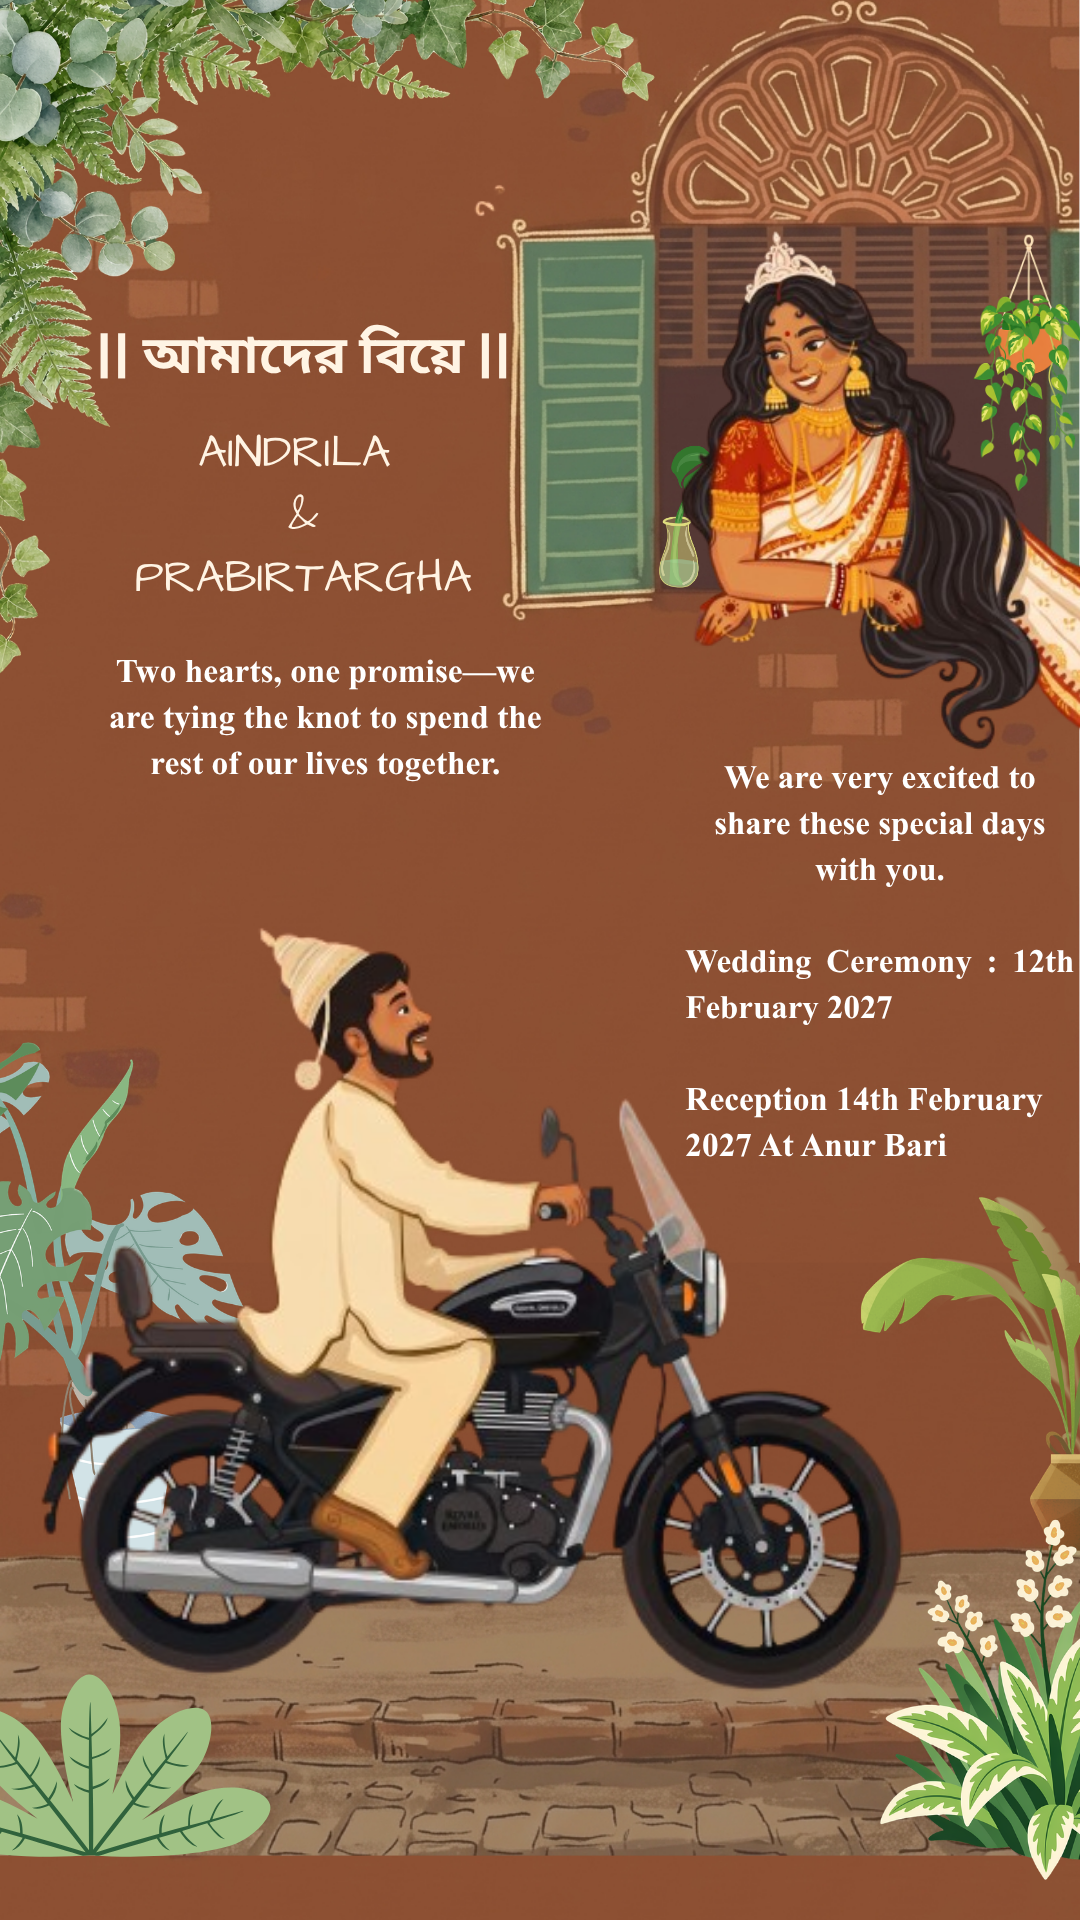 || আমাদের বিয়ে ||
AINDRILA
&
PRABIRTARGHA
Two hearts, one promise—we
are tying the knot to spend the
rest of our lives together.
We are very excited to
share these special days
with you.
Wedding Ceremony : 12th
February 2027
Reception 14th February
2027 At Anur Bari
ROYAL
ENFIELD